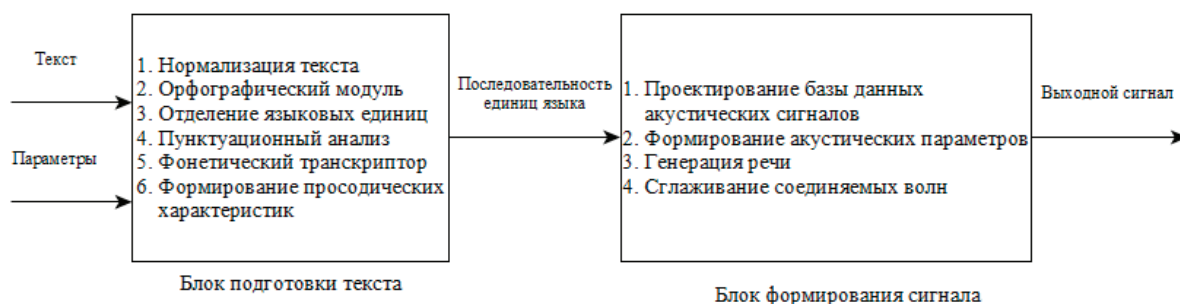 Текст
Параметры
1. Нормализация текста
2. Орфографический модуль
3. Отделение языковых единиц
4. Пунктуационный анализ
5. Фонетический транскриптор
6. Формирование просодических
характеристик
Блок подготовки текста
Последовательность
единиц языка
1. Проектирование базы данных
акустических сигналов
2. Формирование акустических параметров
3. Генерация речи
4. Сглаживание соединяемых волн
Блок формирования сигнала
Выходной сигнал